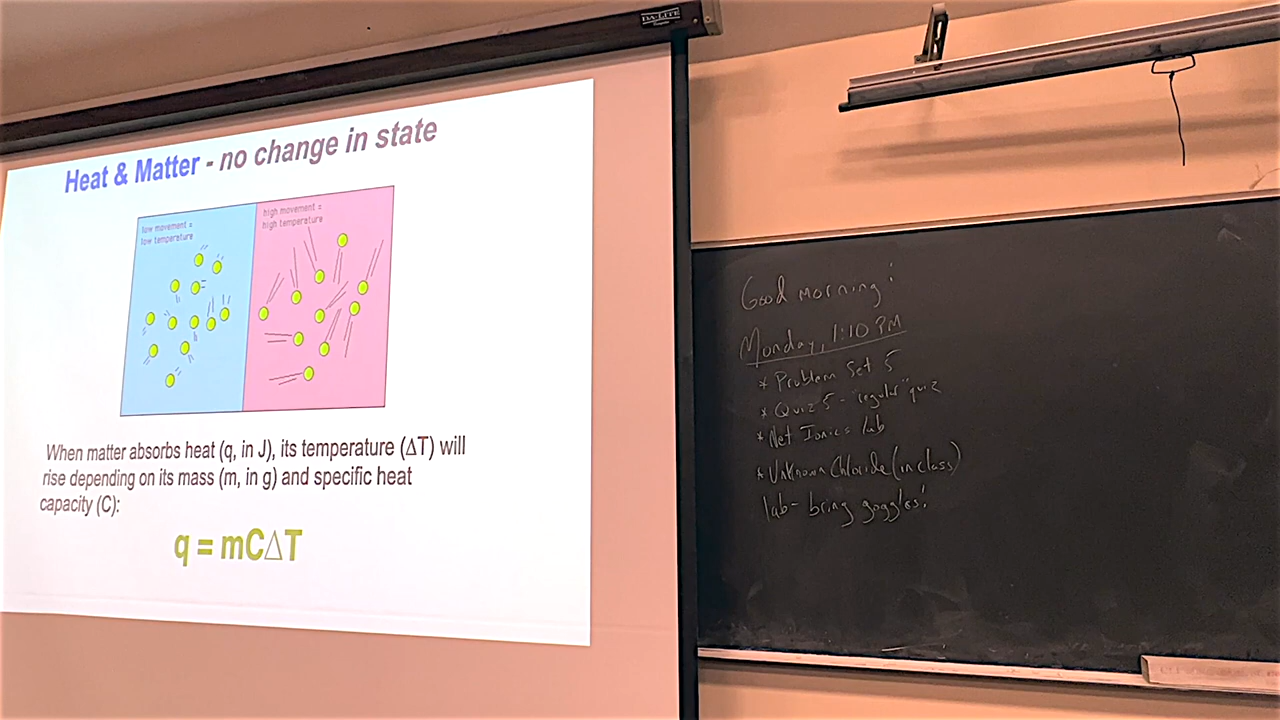 DA-LITE
Heat & Matter - no change in state
low movement =
low temperature
high movement =
high temperature
When matter absorbs heat (q, in J), its temperature (ΔT) will
rise depending on its mass (m, in g) and specific heat
capacity (C):
q = mCΔT
Good morning!
Monday, 1:10 PM
* Problem Set 5
* Quiz 5 - "regular" quiz
* Net Ionics lab
* Unknown Chloride (in class)
lab - bring goggles!